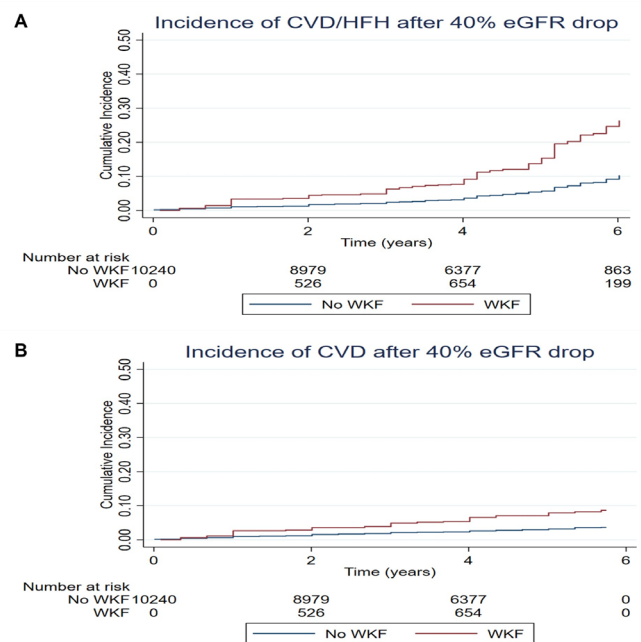 A
Incidence of CVD/HFH after 40% eGFR drop
Cumulative Incidence
0.50
0.40
0.30
0.20
0.10
0.00
0 2 4 6
Time (years)
Number at risk
No WKF 10240 8979 6377 863
WKF 0 526 654 199
No WKF WKF
B
Incidence of CVD after 40% eGFR drop
Cumulative Incidence
0.50
0.40
0.30
0.20
0.10
0.00
0 2 4 6
Time (years)
Number at risk
No WKF 10240 8979 6377 0
WKF 0 526 654 0
No WKF WKF